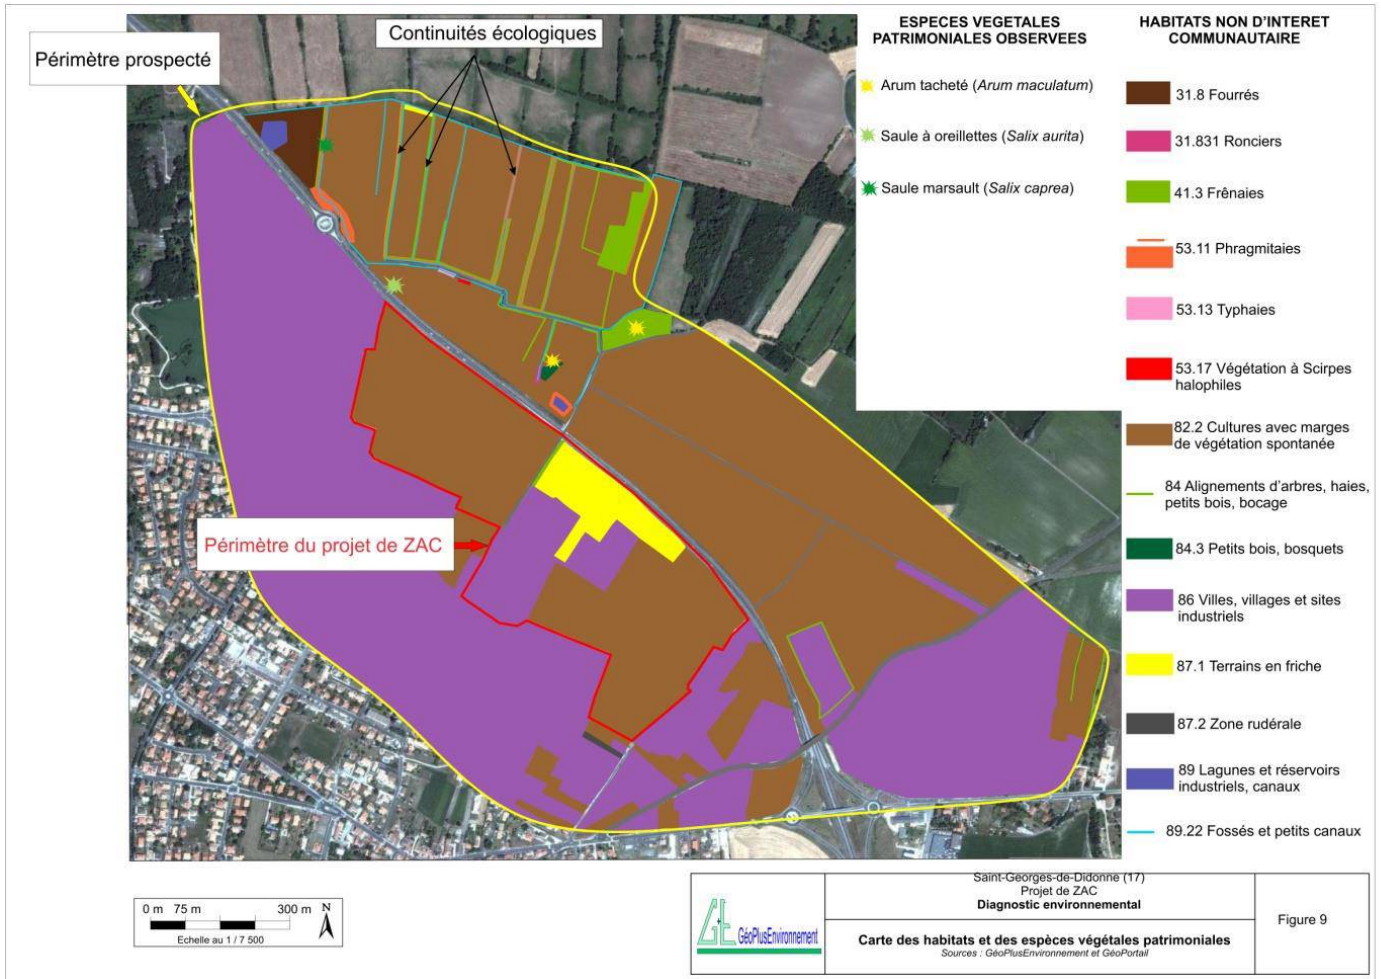 Périmètre prospecté
Continuités écologiques
Périmètre du projet de ZAC
ESPECES VEGETALES
PATRIMONIALES OBSERVEES
Arum tacheté (Arum maculatum)
Saule à oreillettes (Salix aurita)
Saule marsault (Salix caprea)
HABITATS NON D'INTERET
COMMUNAUTAIRE
31.8 Fourrés
31.831 Ronciers
41.3 Frênaies
53.11 Phragmitaies
53.13 Typhaies
53.17 Végétation à Scirpes
halophiles
82.2 Cultures avec marges
de végétation spontanée
84 Alignements d'arbres, haies,
petits bois, bocage
84.3 Petits bois, bosquets
86 Villes, villages et sites
industriels
87.1 Terrains en friche
87.2 Zone rudérale
89 Lagunes et réservoirs
industriels, canaux
89.22 Fossés et petits canaux
0 m 75 m 300 m N
Echelle au 1 / 7 500
GéoPlusEnvironnement
Saint-Georges-de-Didonne (17)
Projet de ZAC
Diagnostic environnemental
Carte des habitats et des espèces végétales patrimoniales
Sources : GéoPlusEnvironnement et GéoPortail
Figure 9